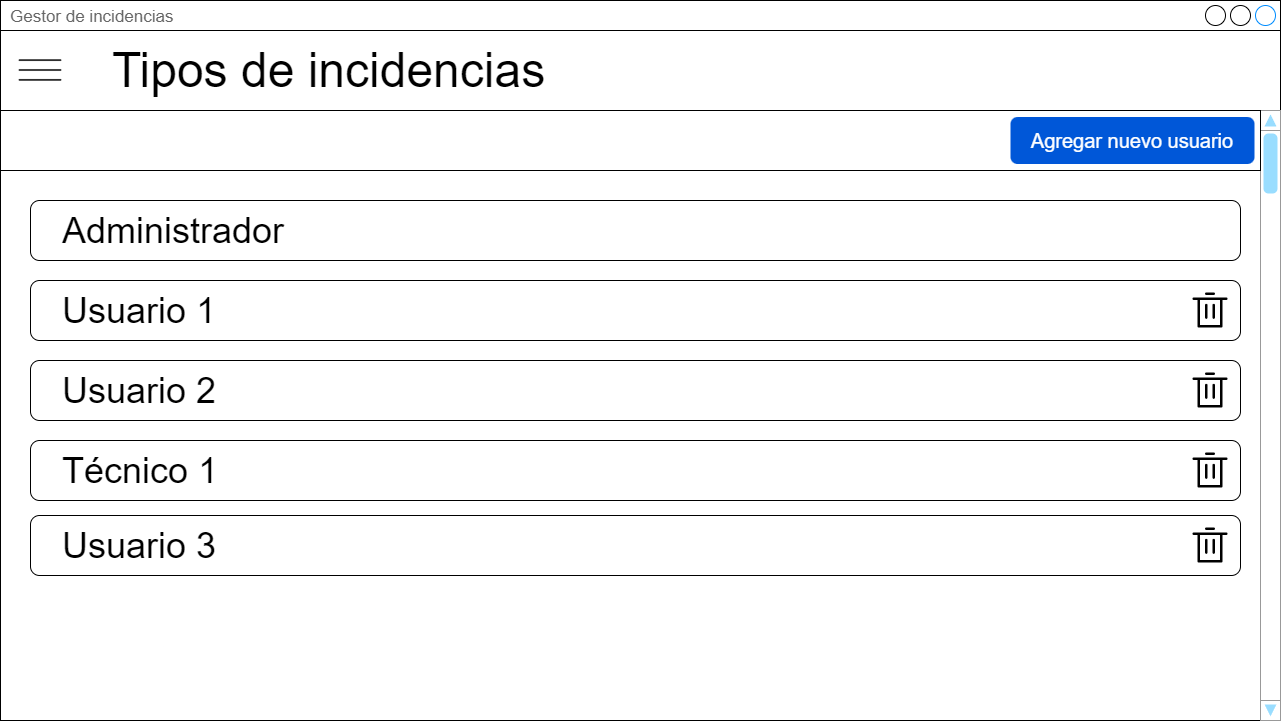 Gestor de incidencias
Tipos de incidencias
Agregar nuevo usuario
Administrador
Usuario 1
Usuario 2
Técnico 1
Usuario 3